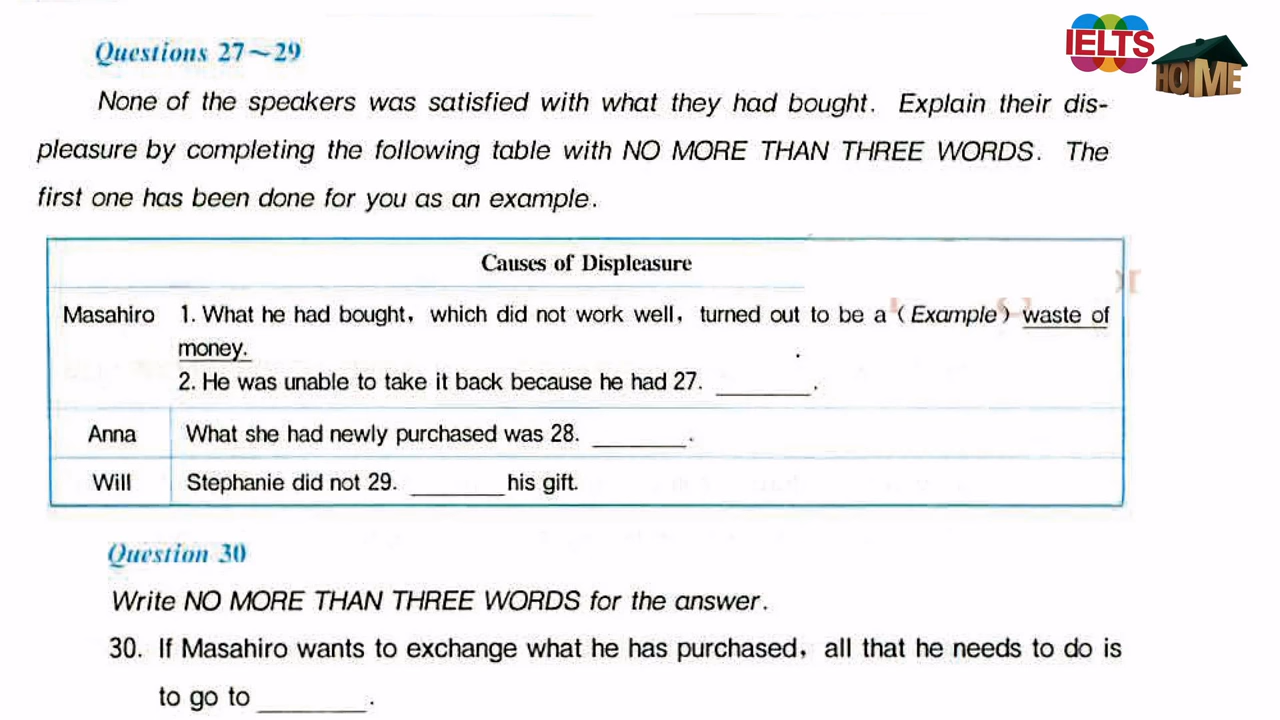 IELTS
HOME
Questions 27~29
None of the speakers was satisfied with what they had bought. Explain their dis-
pleasure by completing the following table with NO MORE THAN THREE WORDS. The
first one has been done for you as an example.
Causes of Displeasure
Masahiro 1. What he had bought, which did not work well, turned out to be a (Example) waste of
money.
2. He was unable to take it back because he had 27. ________.
Anna What she had newly purchased was 28. ________.
Will Stephanie did not 29. ________ his gift.
Question 30
Write NO MORE THAN THREE WORDS for the answer.
30. If Masahiro wants to exchange what he has purchased, all that he needs to do is
to go to ________.